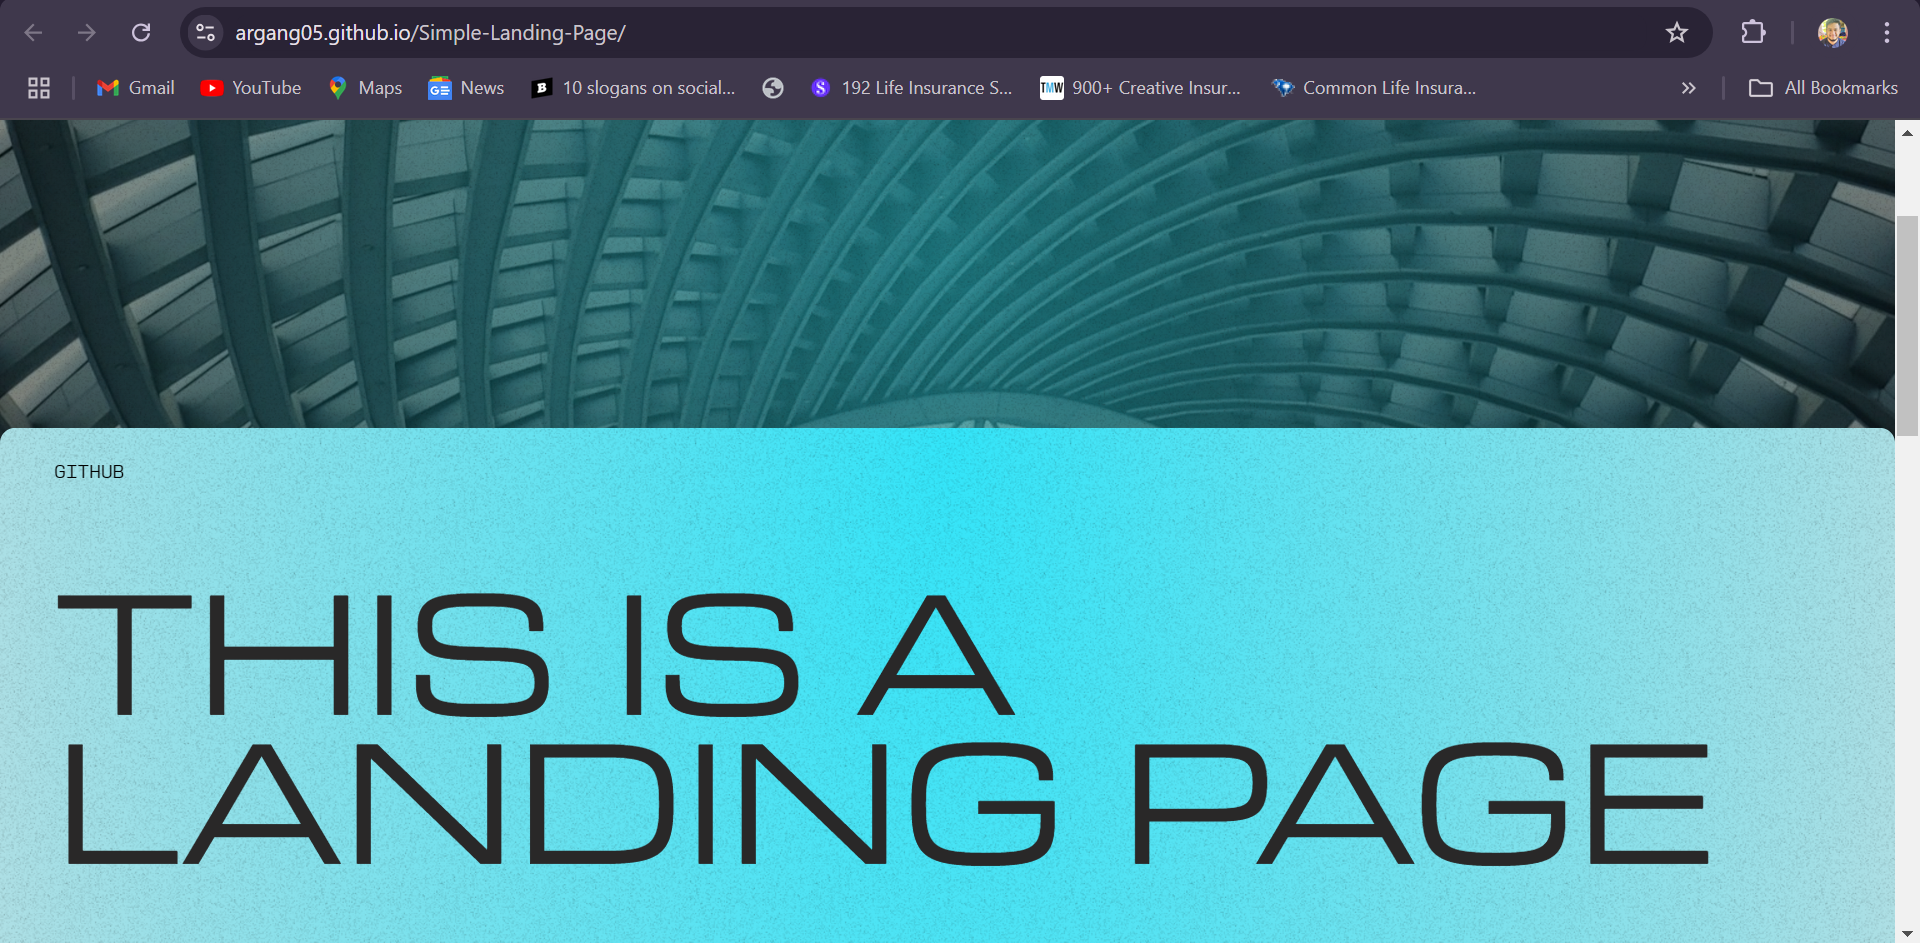 argang05.github.io/Simple-Landing-Page/
Gmail YouTube Maps News 10 slogans on social... 192 Life Insurance S... TMW 900+ Creative Insur... Common Life Insura... » All Bookmarks
GITHUB
THIS IS A
LANDING PAGE